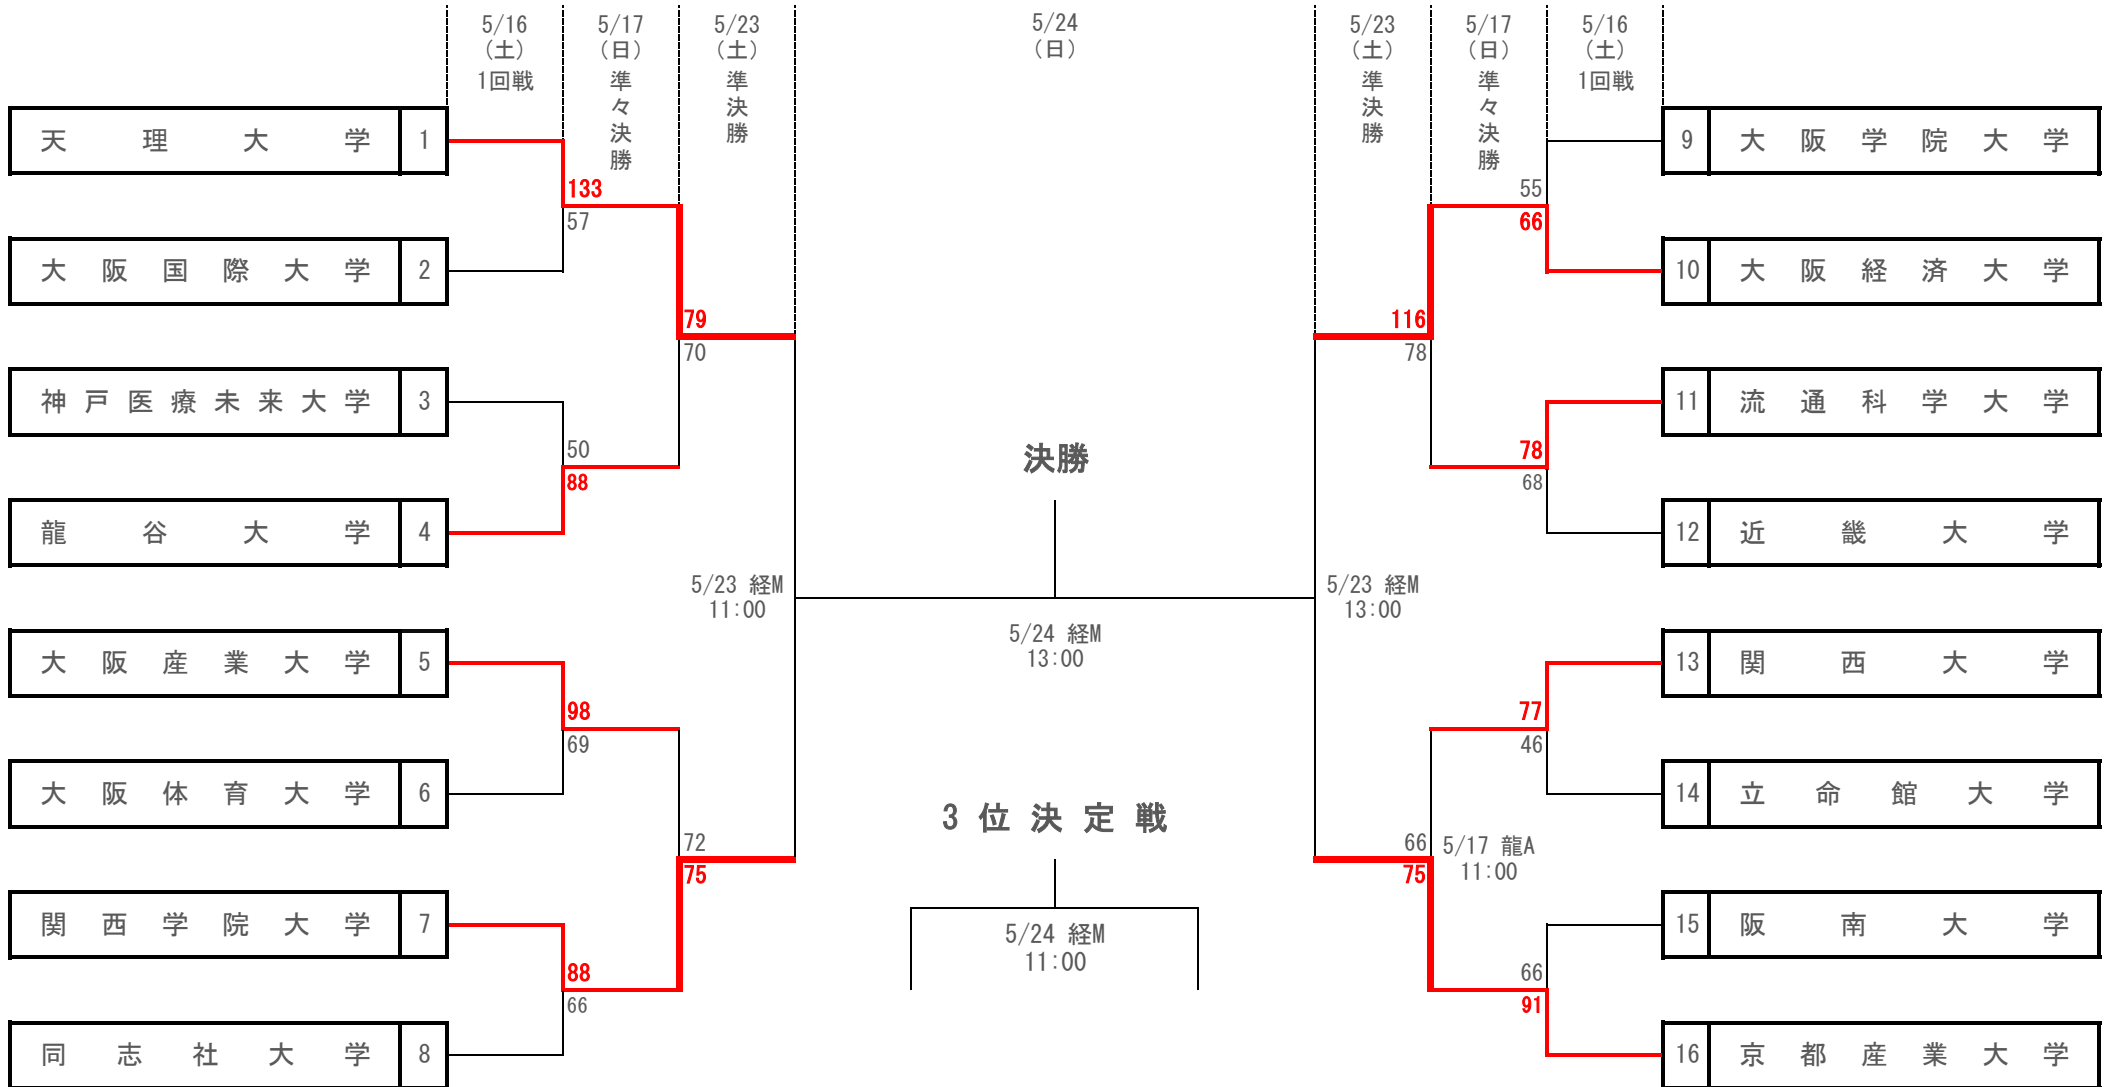 5/16
(土)
1回戦
5/17
(日)
準々決勝
5/23
(土)
準決勝
5/24
(日)
5/23
(土)
準決勝
5/17
(日)
準々決勝
5/16
(土)
1回戦
天理大学 1
133
57
大阪国際大学 2
79
70
神戸医療未来大学 3
50
88
龍谷大学 4
5/23 経M
11:00
大阪産業大学 5
98
69
大阪体育大学 6
72
75
関西学院大学 7
88
66
同志社大学 8
決勝
5/24 経M
13:00
3位決定戦
5/24 経M
11:00
9 大阪学院大学
55
66
10 大阪経済大学
116
78
11 流通科学大学
78
68
12 近畿大学
5/23 経M
13:00
13 関西大学
77
46
14 立命館大学
66
75
5/17 龍A
11:00
15 阪南大学
66
91
16 京都産業大学